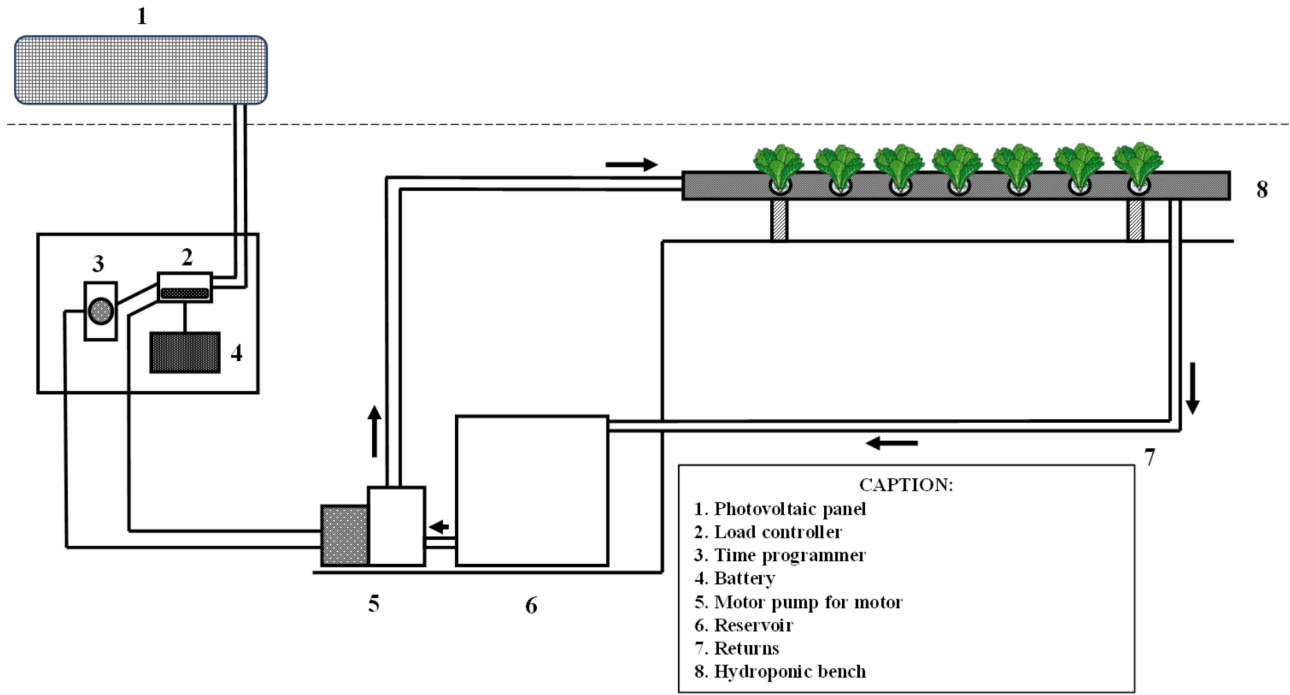 1
8
2
3
4
7
5
6
CAPTION:
1. Photovoltaic panel
2. Load controller
3. Time programmer
4. Battery
5. Motor pump for motor
6. Reservoir
7. Returns
8. Hydroponic bench